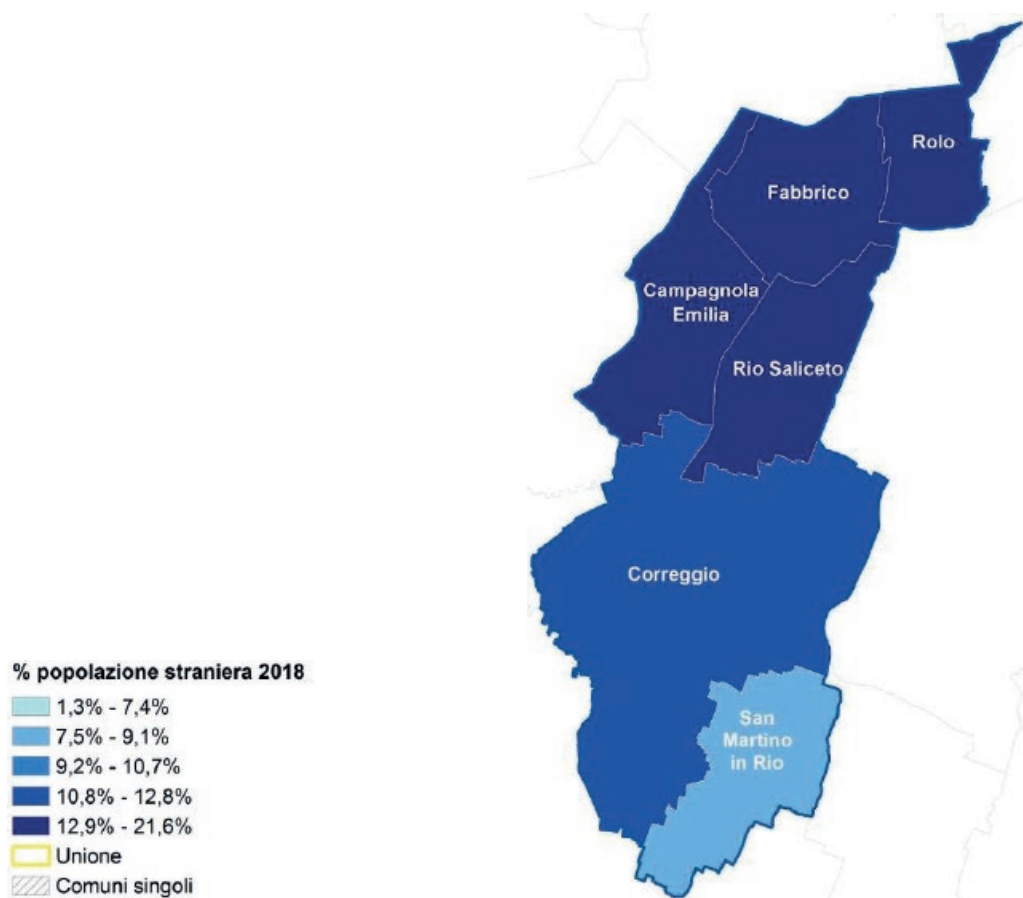 Rolo
Fabbrico
Campagnola
Emilia
Rio Saliceto
Correggio
San
Martino
in Rio
% popolazione straniera 2018
1,3% - 7,4%
7,5% - 9,1%
9,2% - 10,7%
10,8% - 12,8%
12,9% - 21,6%
Unione
Comuni singoli